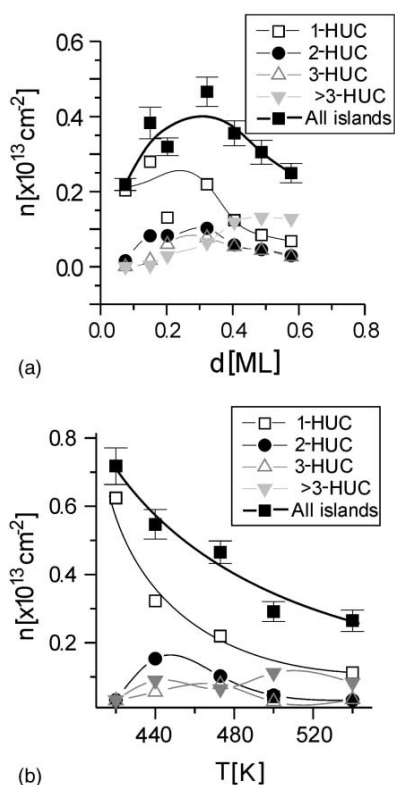 n[x10¹³cm⁻²]
0.6
0.4
0.2
0.0
1-HUC
2-HUC
3-HUC
>3-HUC
All islands
0.0 0.2 0.4 0.6 0.8
d[ML]
(a)
n[x10¹³cm⁻²]
0.8
0.6
0.4
0.2
1-HUC
2-HUC
3-HUC
>3-HUC
All islands
440 480 520
T[K]
(b)